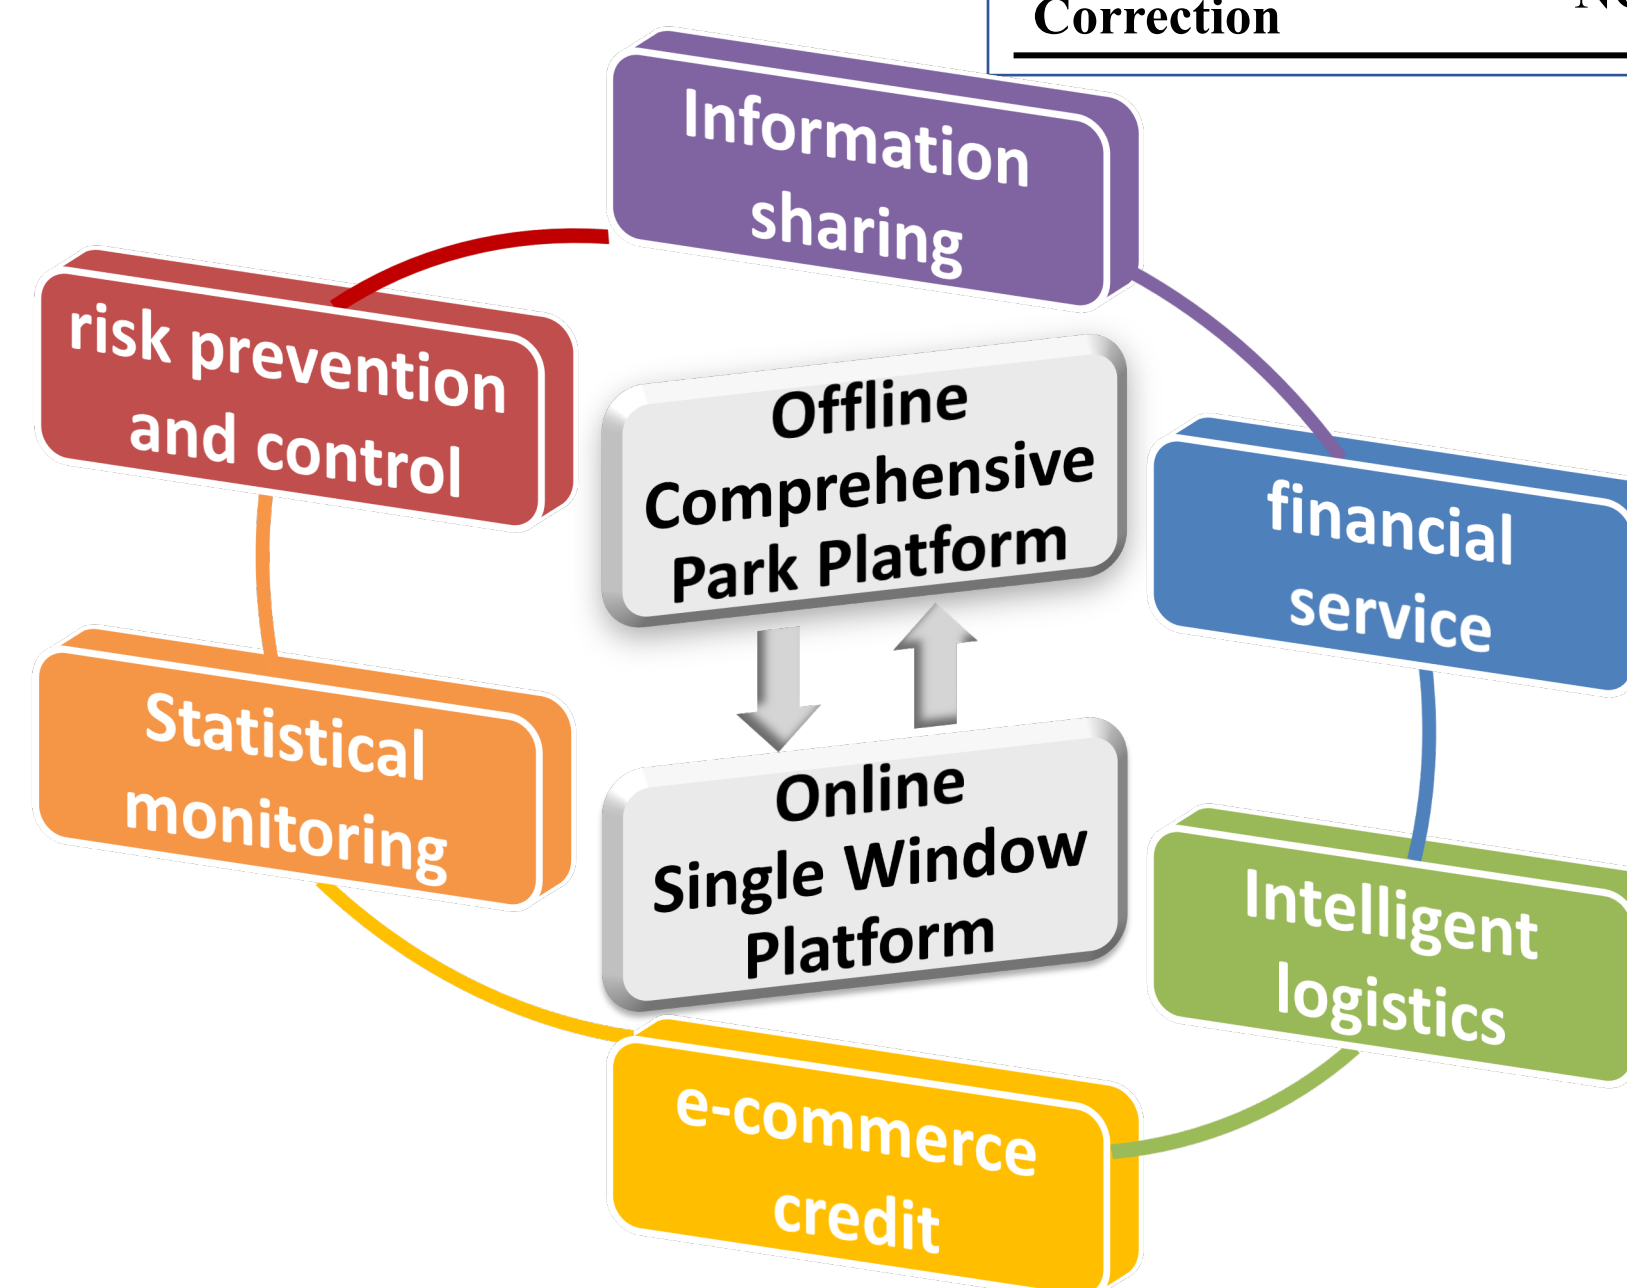 Correction
Information
sharing
risk prevention
and control
Offline
Comprehensive
Park Platform
financial
service
Statistical
monitoring
Online
Single Window
Platform
Intelligent
logistics
e-commerce
credit